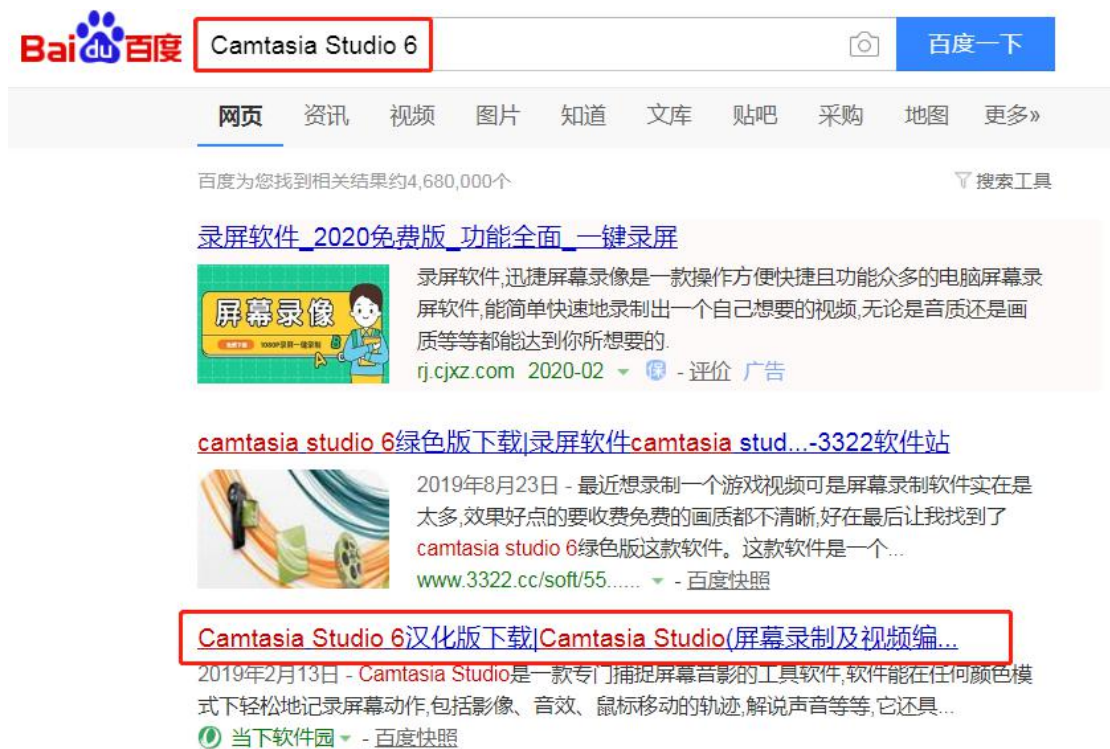 Bai du 百度 Camtasia Studio 6 百度一下
网页 资讯 视频 图片 知道 文库 贴吧 采购 地图 更多»
百度为您找到相关结果约4,680,000个 搜索工具
录屏软件_2020免费版_功能全面_一键录屏
屏幕录像
免费下载 1080P录屏一键录制
录屏软件,迅捷屏幕录像是一款操作方便快捷且功能众多的电脑屏幕录
屏软件,能简单快速地录制出一个自己想要的视频,无论是音质还是画
质等等都能达到你所想要的.
rj.cjxz.com 2020-02 保 - 评价 广告
camtasia studio 6绿色版下载|录屏软件camtasia stud...-3322软件站
2019年8月23日 - 最近想录制一个游戏视频可是屏幕录制软件实在是
太多,效果好点的要收费免费的画质都不清晰,好在最后让我找到了
camtasia studio 6绿色版这款软件。这款软件是一个...
www.3322.cc/soft/55...... - 百度快照
Camtasia Studio 6汉化版下载|Camtasia Studio(屏幕录制及视频编...
2019年2月13日 - Camtasia Studio是一款专门捕捉屏幕音影的工具软件,软件能在任何颜色模
式下轻松地记录屏幕动作,包括影像、音效、鼠标移动的轨迹,解说声音等等,它还具...
当下软件园 - 百度快照